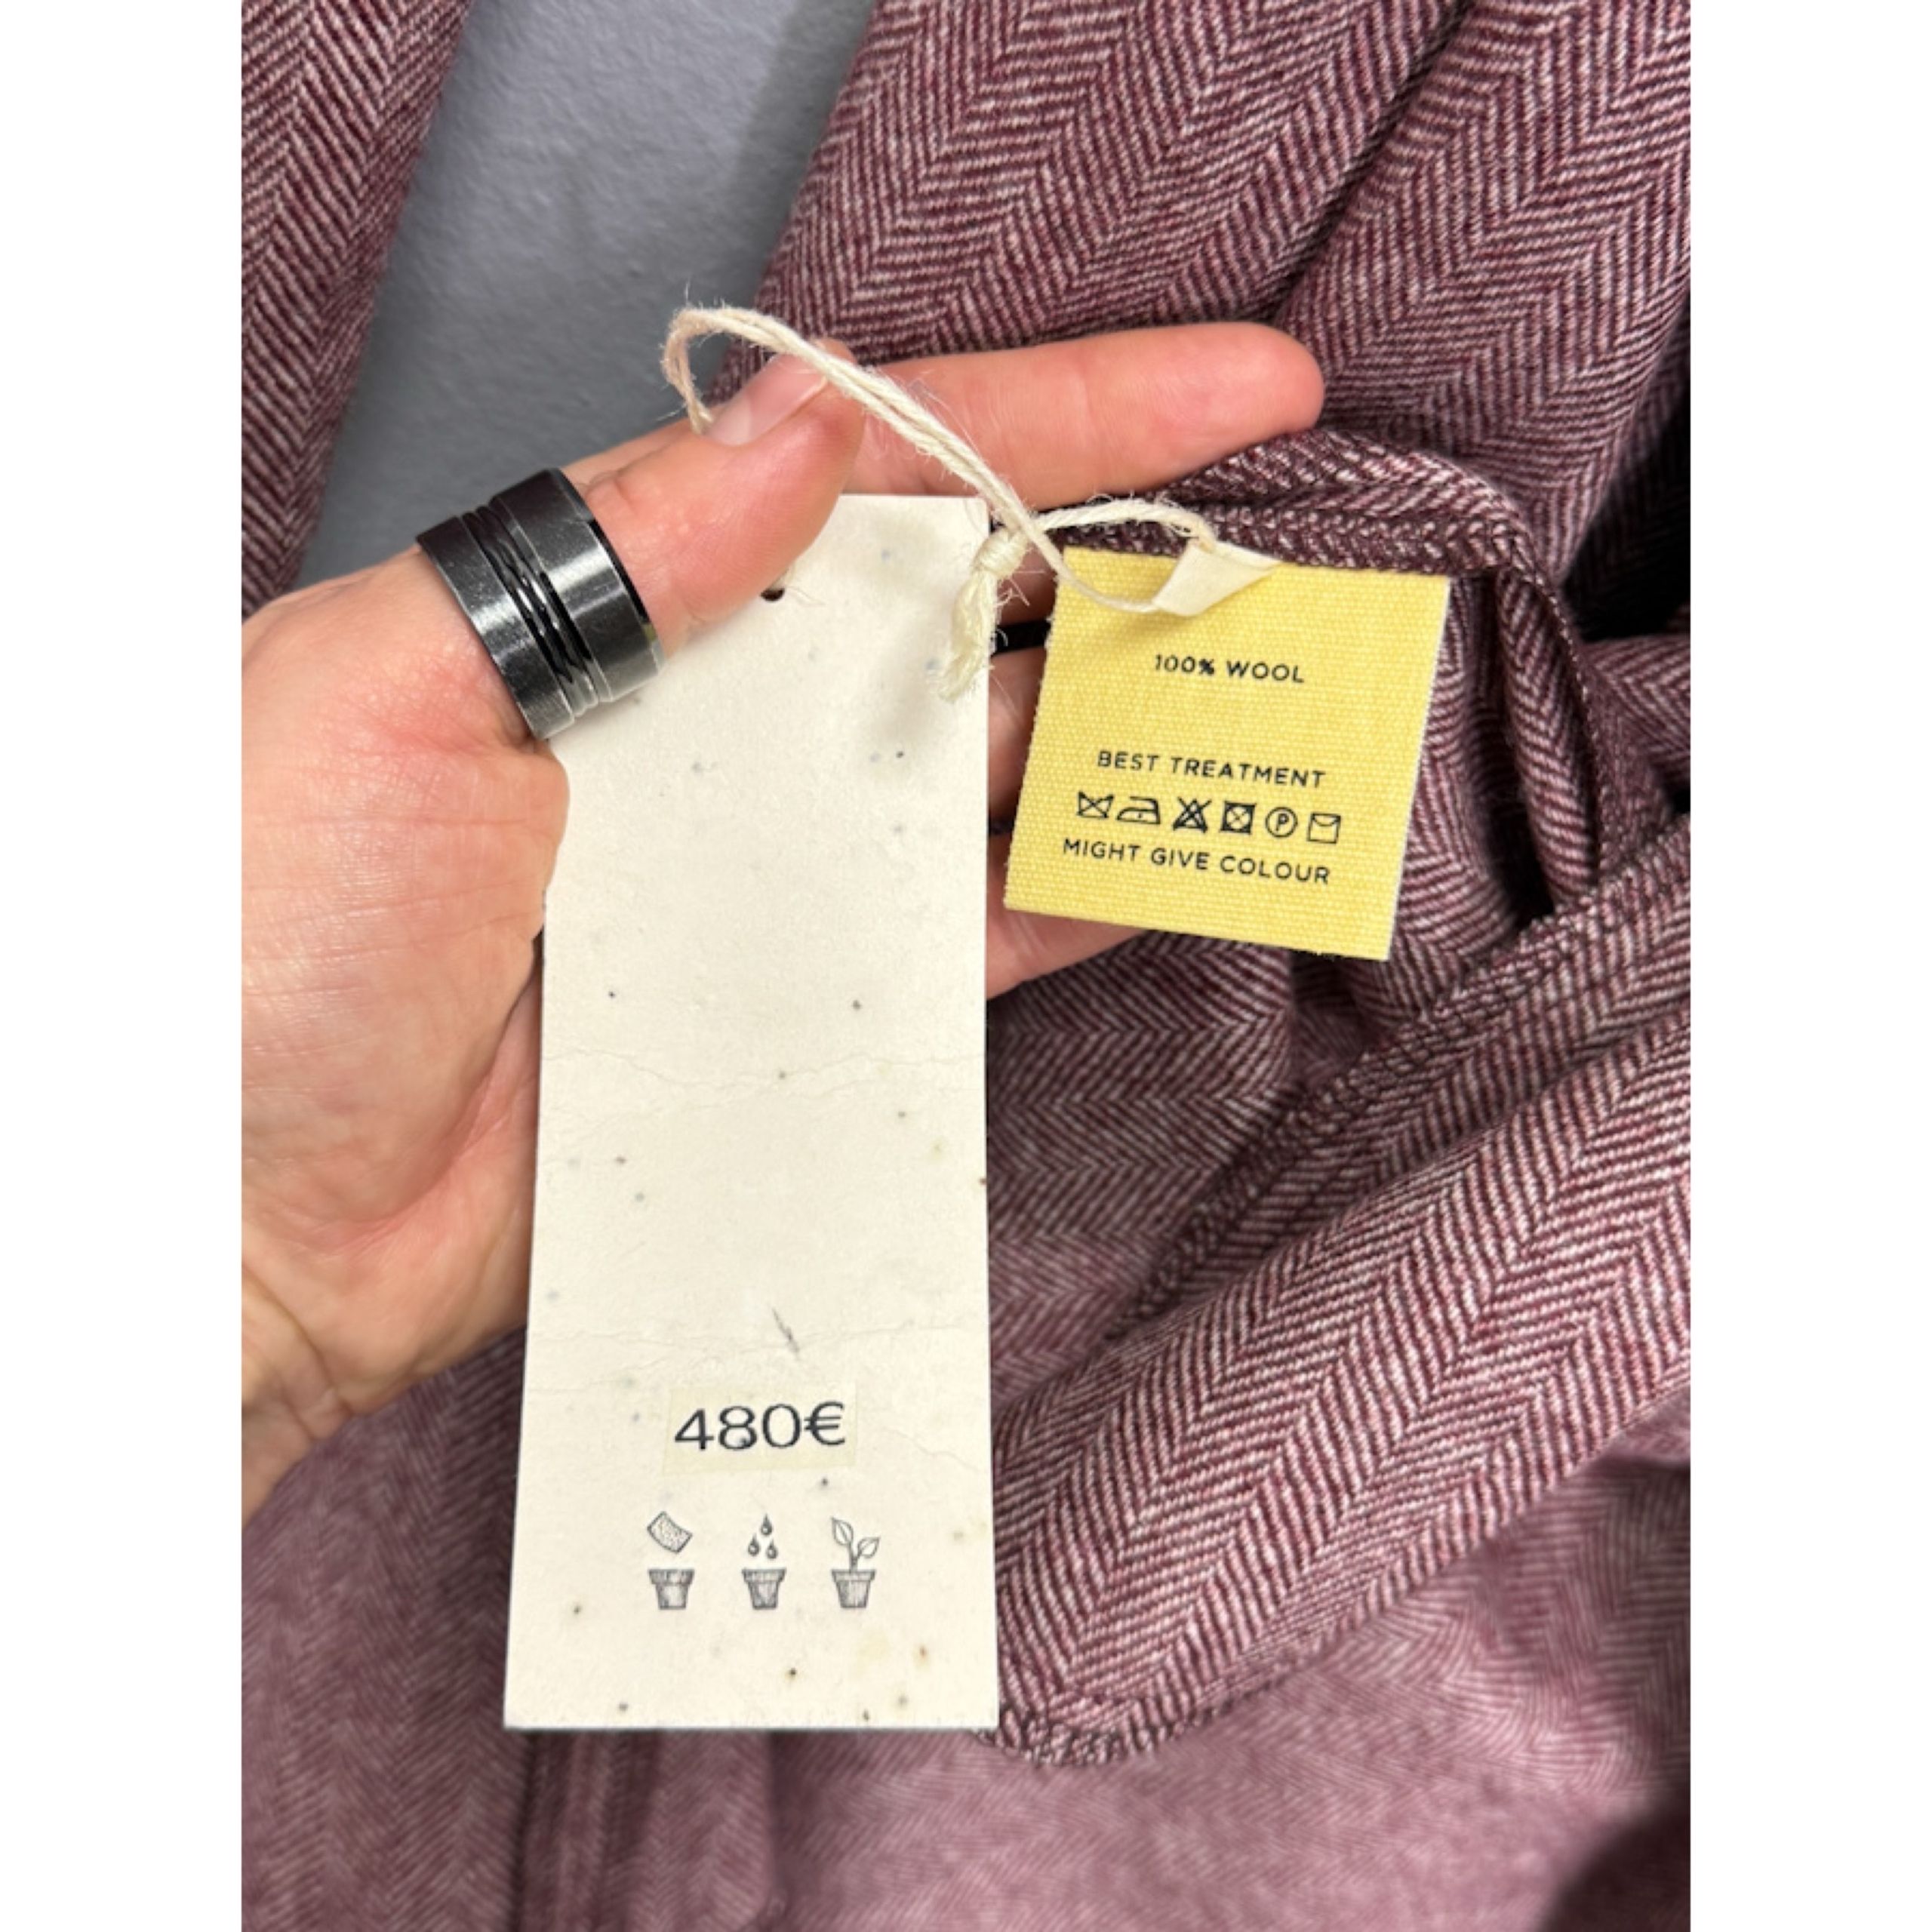 100% WOOL
BEST TREATMENT
P
MIGHT GIVE COLOUR
480€